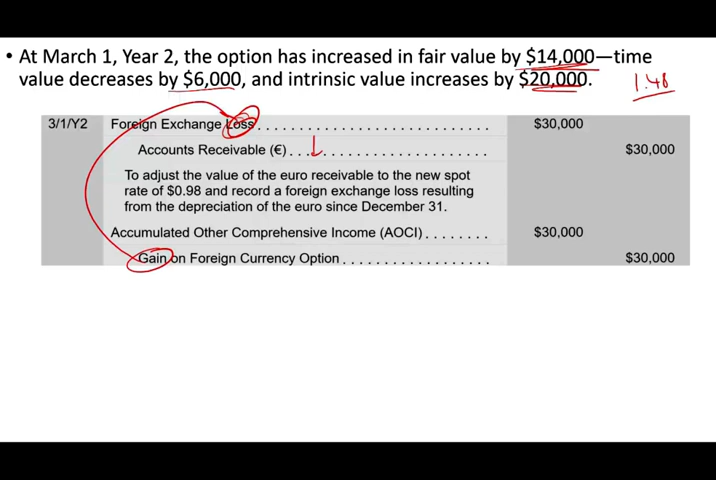 • At March 1, Year 2, the option has increased in fair value by $14,000—time
value decreases by $6,000, and intrinsic value increases by $20,000.
1.48
3/1/Y2 Foreign Exchange Loss . . . . . . . . . . . . . . . . . . . . . . . . . . . . . . $30,000
Accounts Receivable (€) . . . . . . . . . . . . . . . . . . . . . . . . . $30,000
To adjust the value of the euro receivable to the new spot
rate of $0.98 and record a foreign exchange loss resulting
from the depreciation of the euro since December 31.
Accumulated Other Comprehensive Income (AOCI) . . . . . . . . $30,000
Gain on Foreign Currency Option . . . . . . . . . . . . . . . . . . $30,000